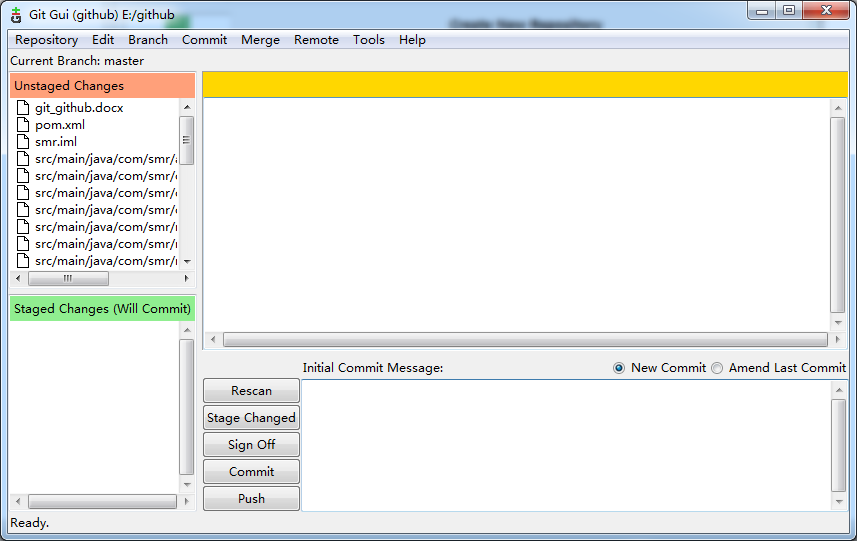 Git Gui (github) E:/github
Create New Repository
Repository Edit Branch Commit Merge Remote Tools Help
Current Branch: master
Unstaged Changes
git_github.docx
pom.xml
smr.iml
src/main/java/com/smr/
src/main/java/com/smr/
src/main/java/com/smr/
src/main/java/com/smr/
src/main/java/com/smr/
src/main/java/com/smr/
src/main/java/com/smr/
Staged Changes (Will Commit)
Initial Commit Message:
New Commit
Amend Last Commit
Rescan
Stage Changed
Sign Off
Commit
Push
Ready.